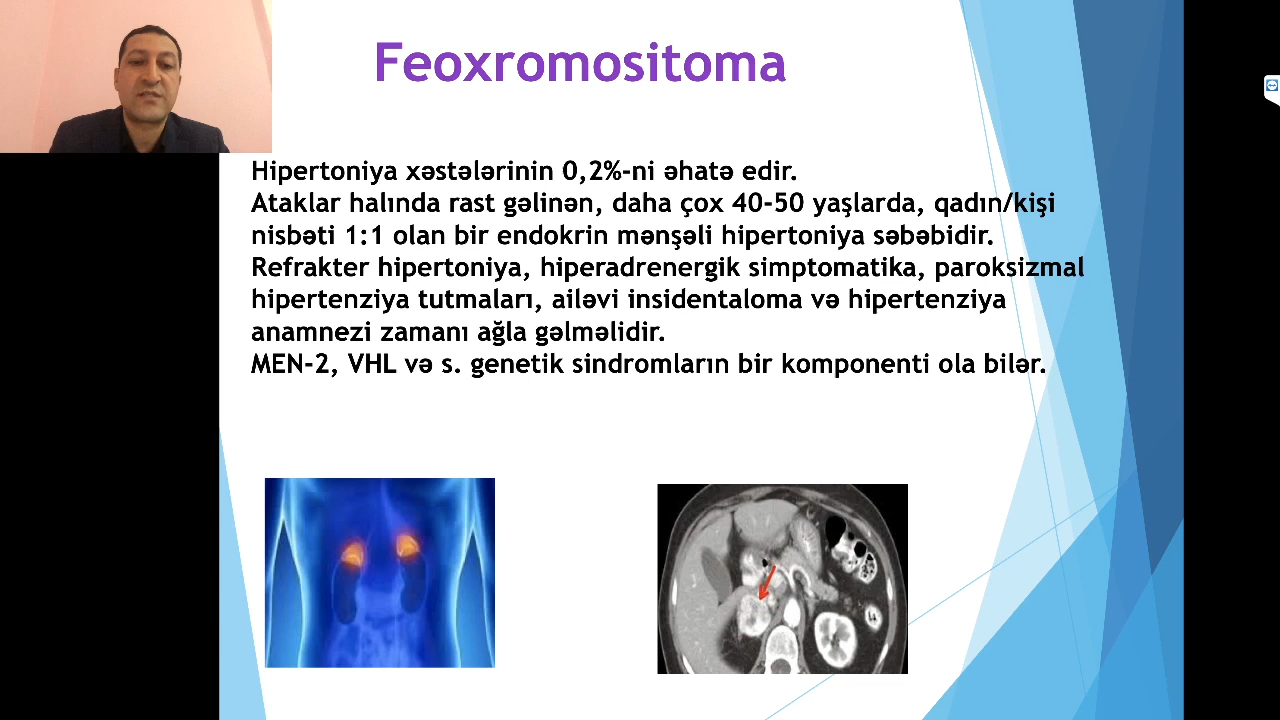 Feoxromositoma
Hipertoniya xəstələrinin 0,2%-ni əhatə edir.
Ataklar halında rast gəlinən, daha çox 40-50 yaşlarda, qadın/kişi
nisbəti 1:1 olan bir endokrin mənşəli hipertoniya səbəbidir.
Refrakter hipertoniya, hiperadrenergik simptomatika, paroksizmal
hipertenziya tutmaları, ailəvi insidentaloma və hipertenziya
anamnezi zamanı ağla gəlməlidir.
MEN-2, VHL və s. genetik sindromların bir komponenti ola bilər.